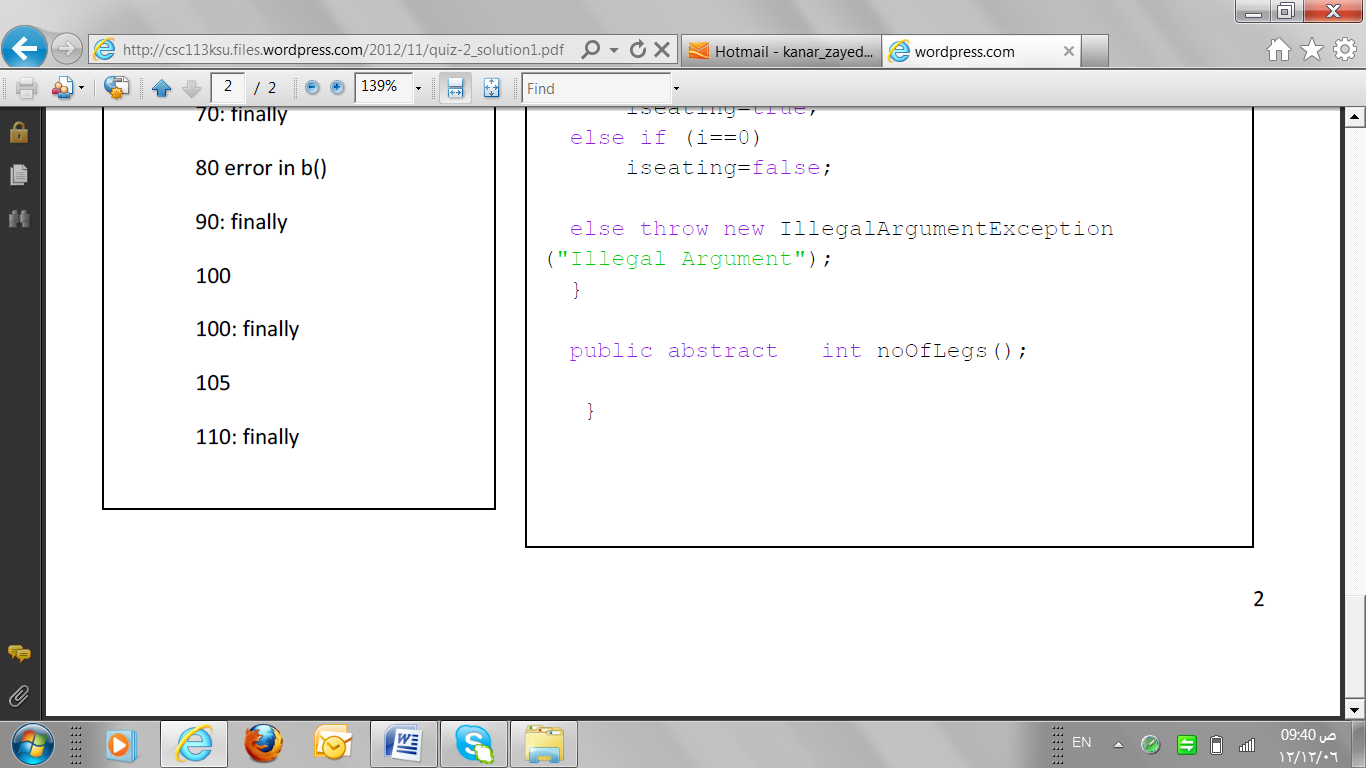 http://csc113ksu.files.wordpress.com/2012/11/quiz-2_solution1.pdf
Hotmail - kanar_zayed...
wordpress.com
2 / 2
139%
Find
70: finally
80 error in b()
90: finally
100
100: finally
105
110: finally
iseating=true;
else if (i==0)
iseating=false;
else throw new IllegalArgumentException
("Illegal Argument");
}
public abstract int noOfLegs();
}
2
EN
09:40 ص
١٢/١٢/٠٦